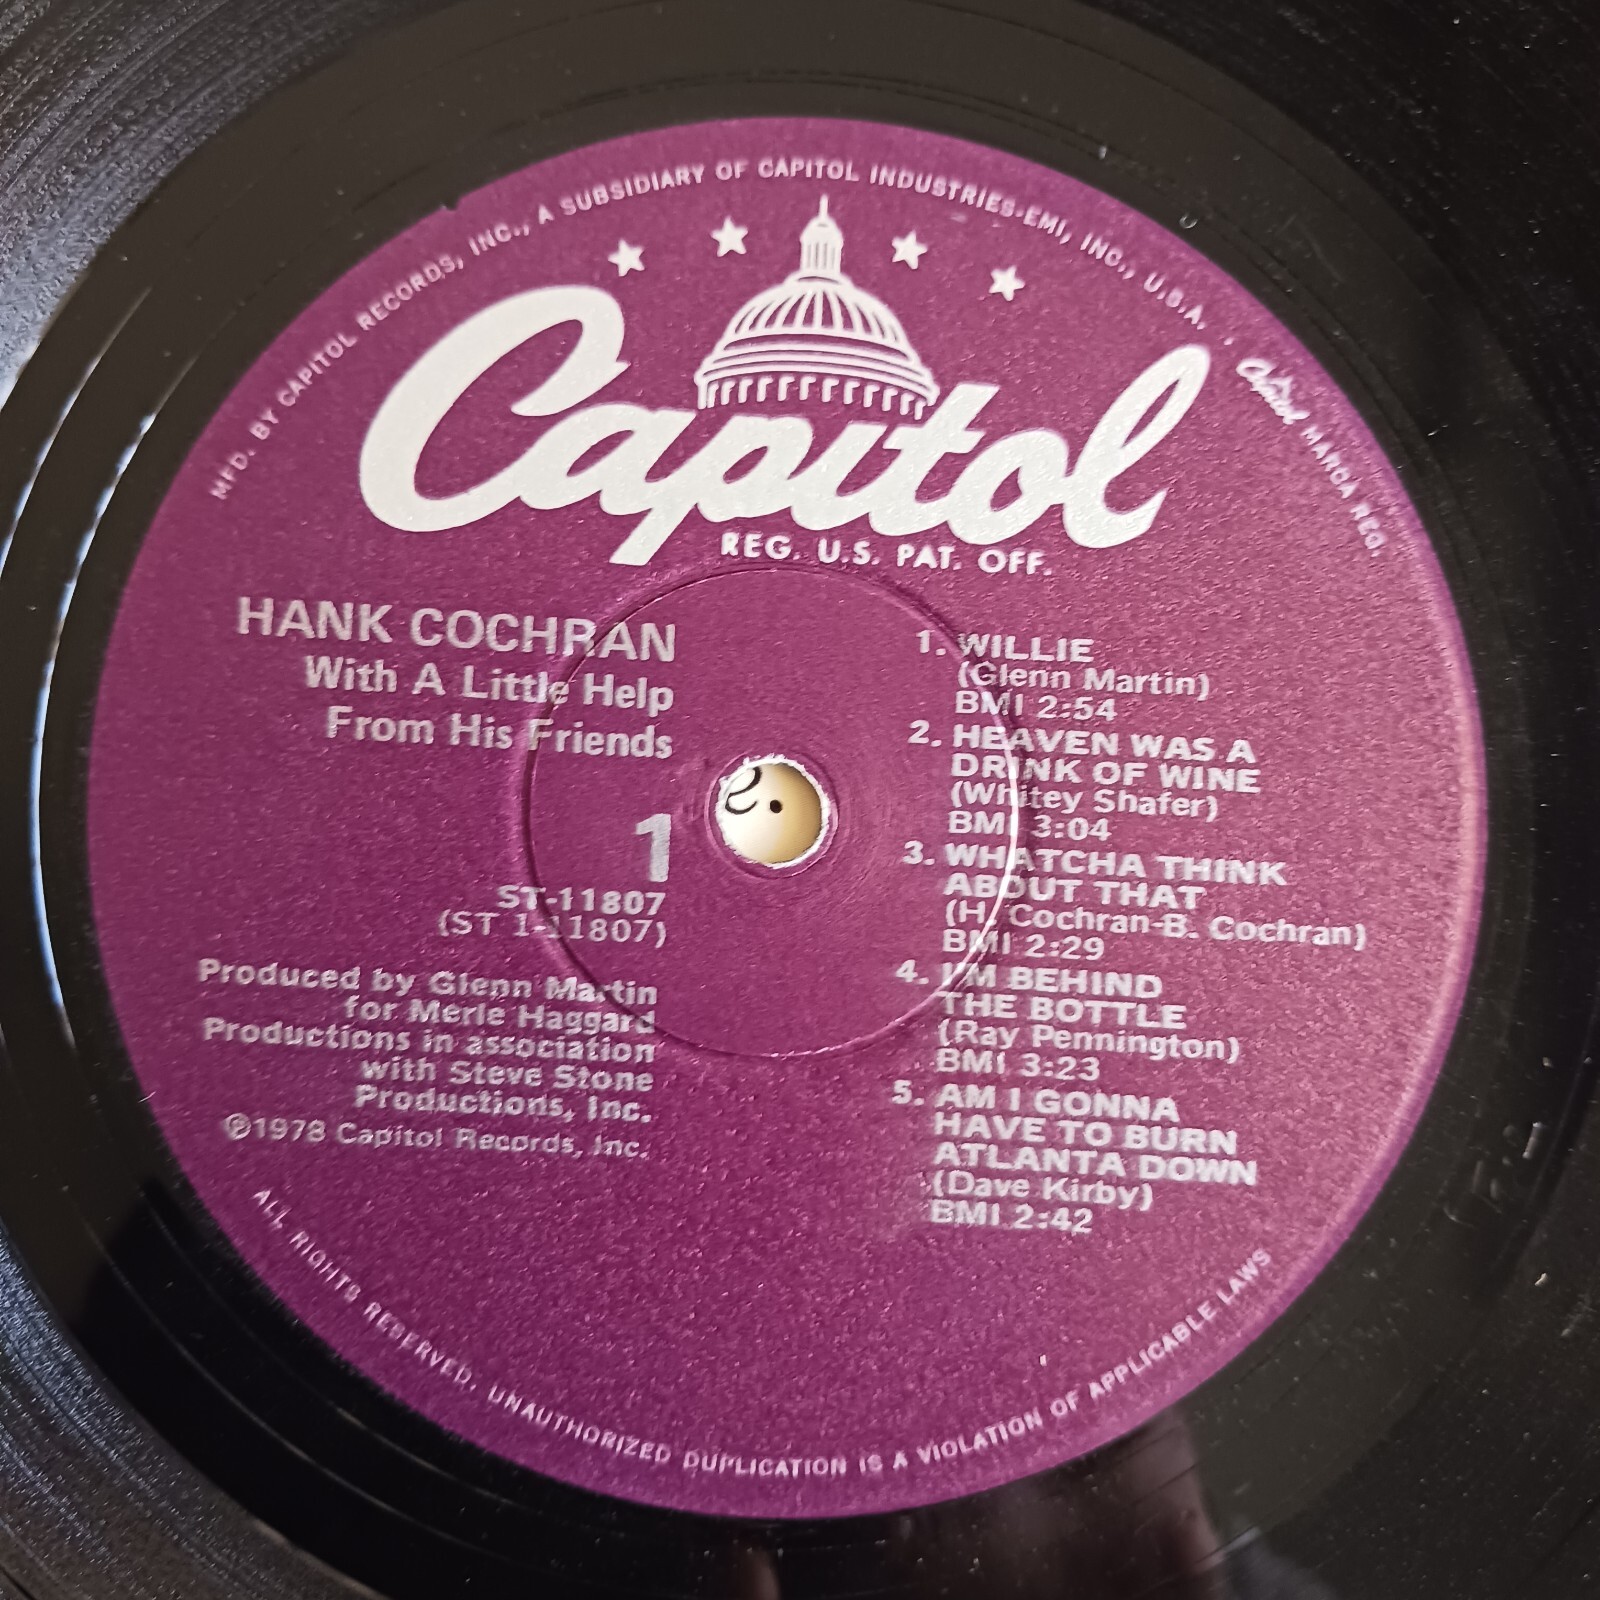 MFD. BY CAPITOL RECORDS, INC., A SUBSIDIARY OF CAPITOL INDUSTRIES-EMI, INC., U.S.A. . Capitol MARCA REG.
Capitol
REG. U.S. PAT. OFF.
HANK COCHRAN
With A Little Help
From His Friends
1
ST-11807
(ST 1-11807)
Produced by Glenn Martin
for Merle Haggard
Productions in association
with Steve Stone
Productions, Inc.
℗1978 Capitol Records, Inc.
1. WILLIE
(Glenn Martin)
BMI 2:54
2. HEAVEN WAS A
DRINK OF WINE
(Whitey Shafer)
BMI 3:04
3. WHATCHA THINK
ABOUT THAT
(H. Cochran-B. Cochran)
BMI 2:29
4. I'M BEHIND
THE BOTTLE
(Ray Pennington)
BMI 3:23
5. AM I GONNA
HAVE TO BURN
ATLANTA DOWN
(Dave Kirby)
BMI 2:42
ALL RIGHTS RESERVED. UNAUTHORIZED DUPLICATION IS A VIOLATION OF APPLICABLE LAWS